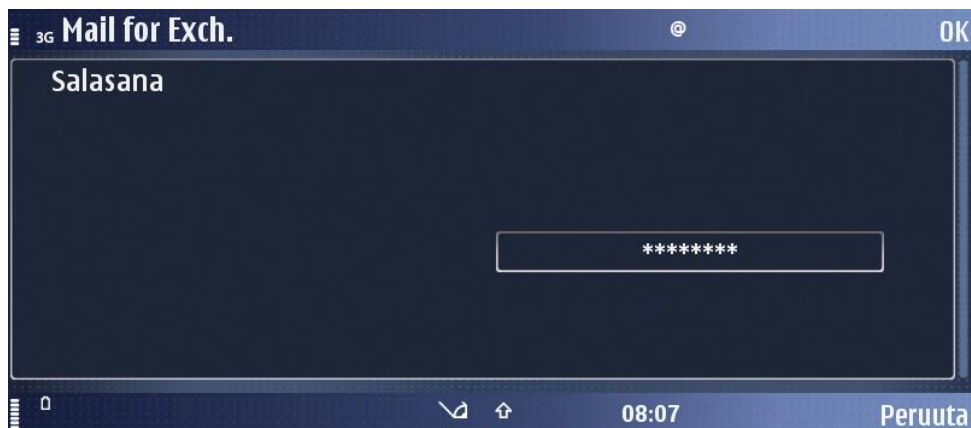 3G Mail for Exch. @ OK
Salasana
********
08:07 Peruuta